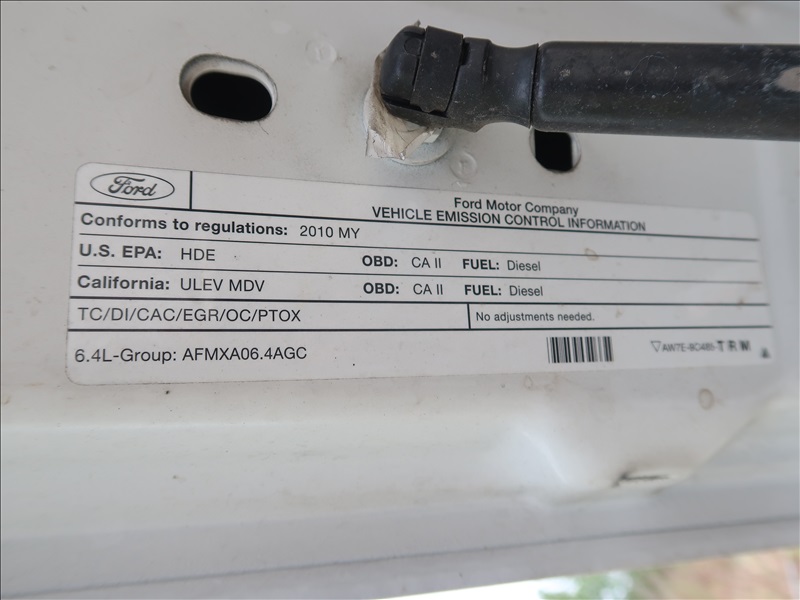 Ford
Ford Motor Company
VEHICLE EMISSION CONTROL INFORMATION
Conforms to regulations: 2010 MY
U.S. EPA: HDE OBD: CA II FUEL: Diesel
California: ULEV MDV OBD: CA II FUEL: Diesel
TC/DI/CAC/EGR/OC/PTOX No adjustments needed.
6.4L-Group: AFMXA06.4AGC TRM